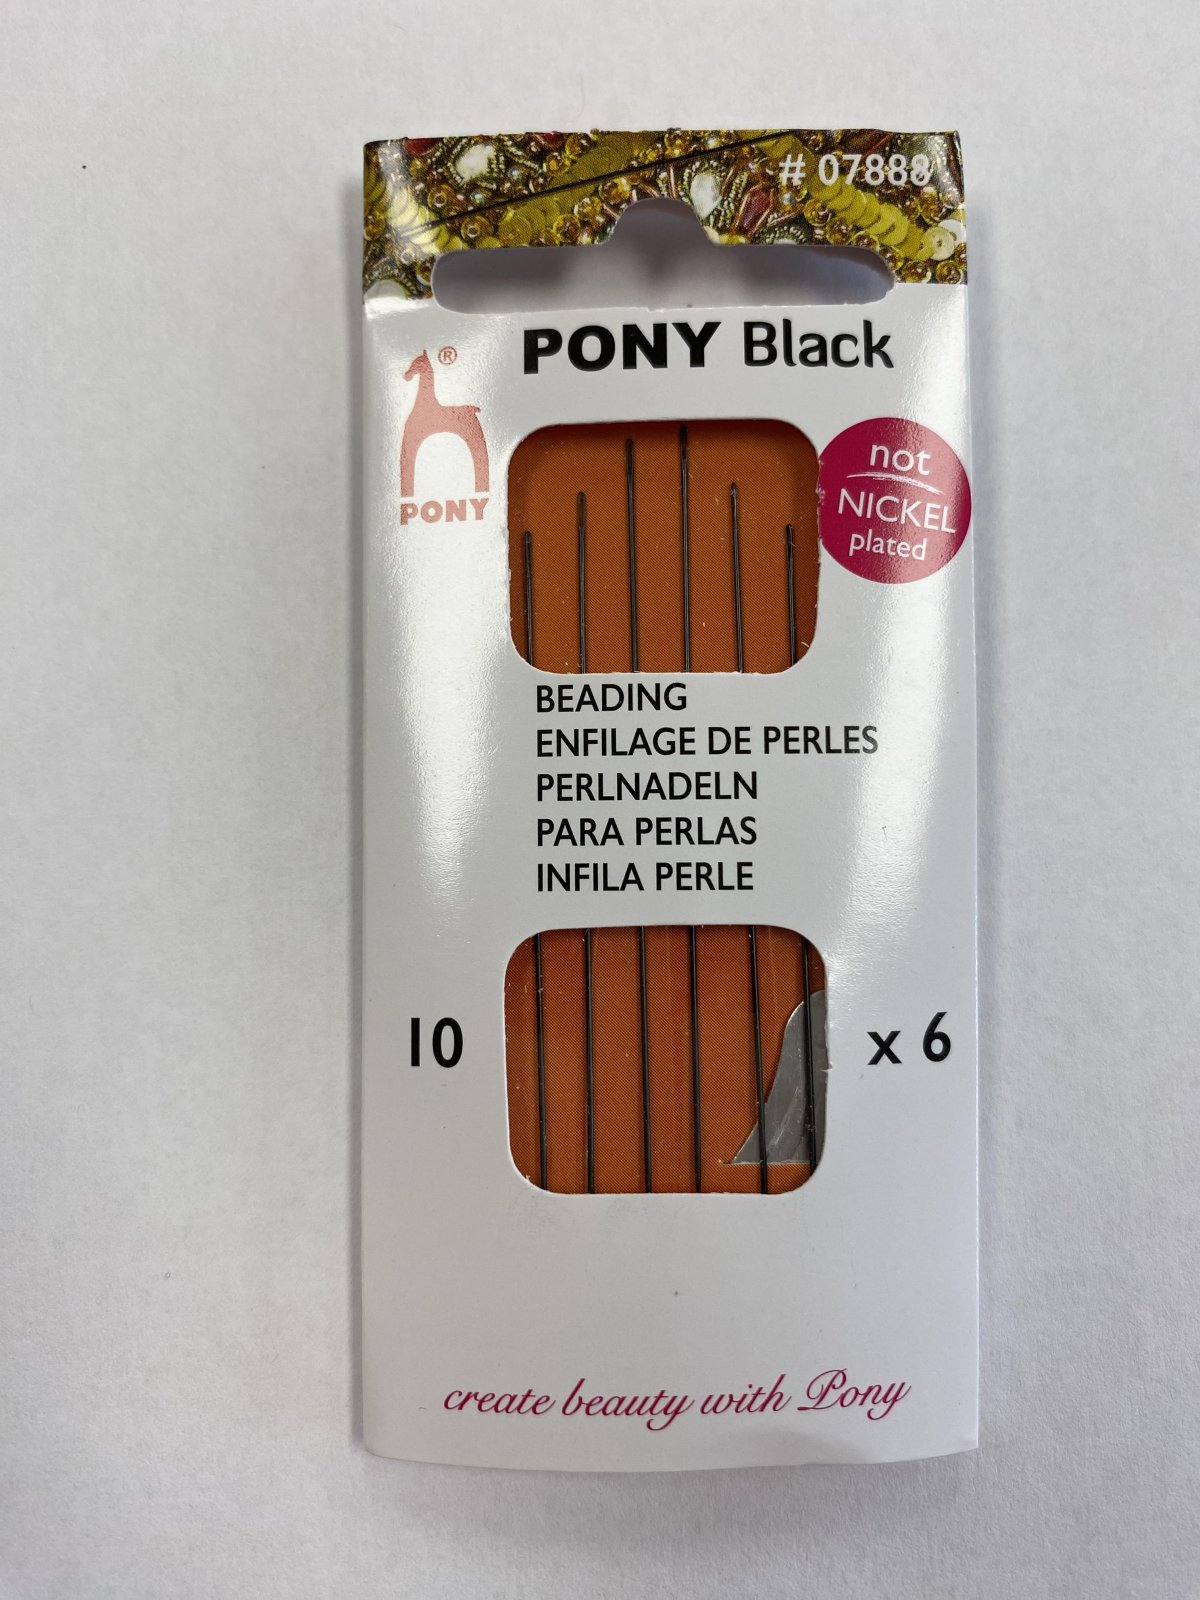 # 07888
PONY Black
®
PONY
not
NICKEL
plated
BEADING
ENFILAGE DE PERLES
PERLNADELN
PARA PERLAS
INFILA PERLE
10
x 6
create beauty with Pony